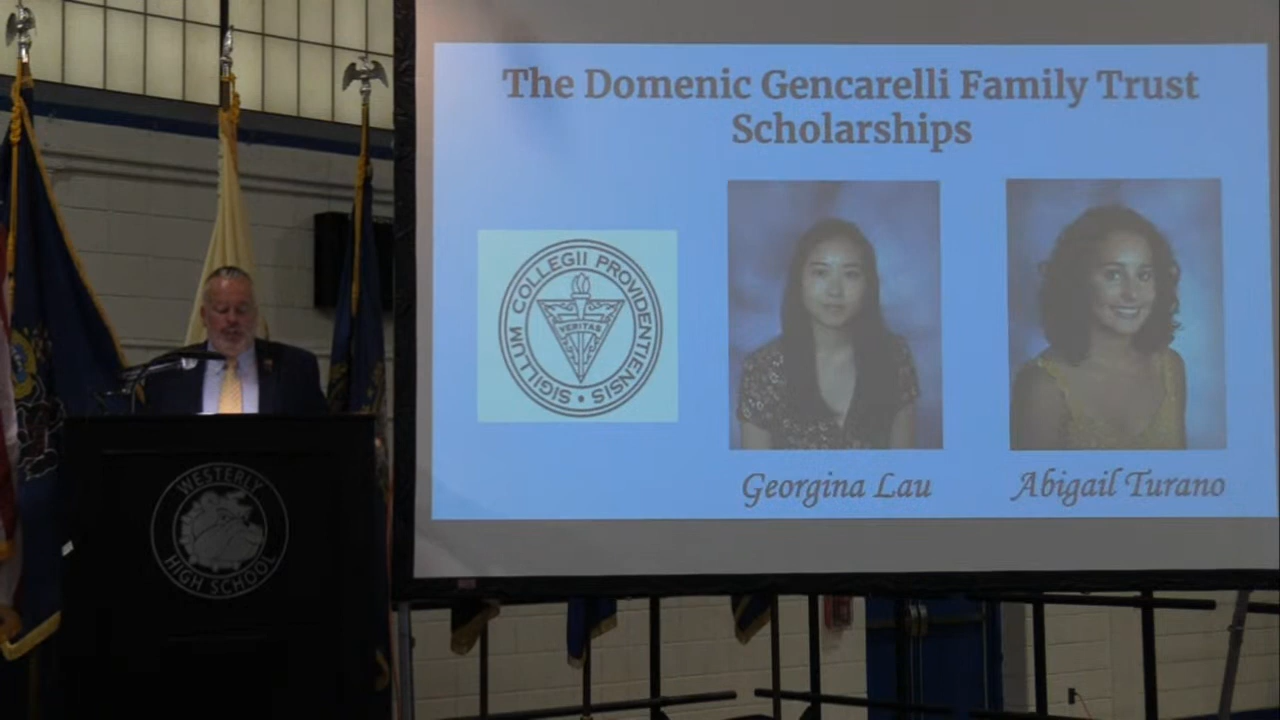 The Domenic Gencarelli Family Trust
Scholarships
SIGILLUM COLLEGII PROVIDENTIENSIS
VERITAS
Georgina Lau
Abigail Turano
WESTERLY
HIGH SCHOOL